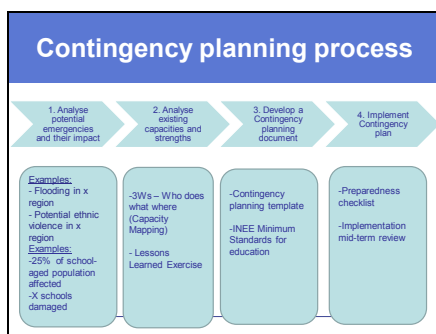 Contingency planning process
1. Analyse
potential
emergencies
and their impact
2. Analyse
existing
capacities and
strengths
3. Develop a
Contingency
planning
document
4. Implement
Contingency
plan
Examples:
- Flooding in x
region
- Potential ethnic
violence in x
region
Examples:
-25% of school-
aged population
affected
-X schools
damaged
-3Ws – Who does
what where
(Capacity
Mapping)
- Lessons
Learned Exercise
-Contingency
planning template
-INEE Minimum
Standards for
education
-Preparedness
checklist
-Implementation
mid-term review